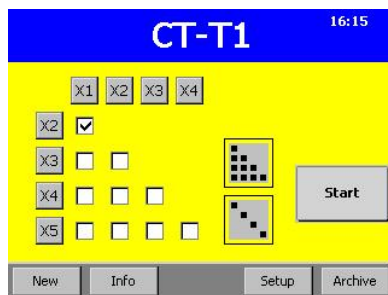 CT-T1
16:15
X1 X2 X3 X4
X2
X3
X4
X5
Start
New Info Setup Archive